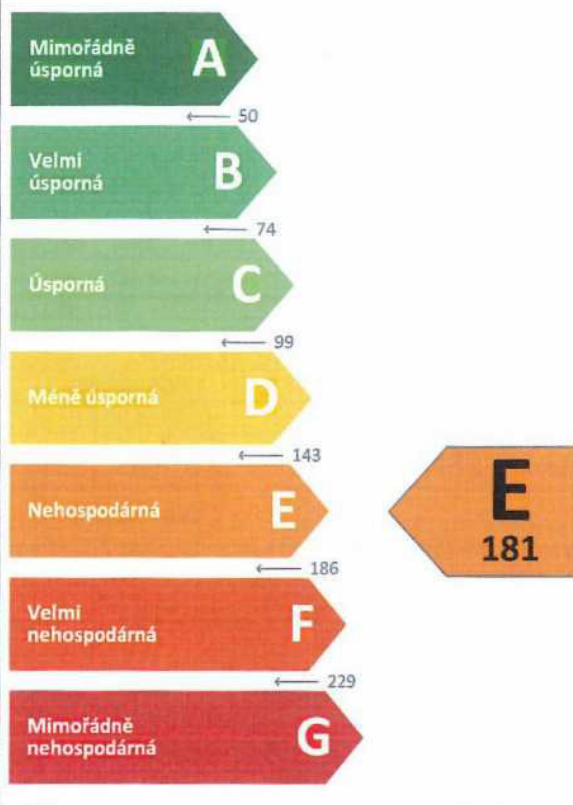 Mimořádně
úsporná
A
← 50
Velmi
úsporná
B
← 74
Úsporná
C
← 99
Méně úsporná
D
← 143
Nehospodárná
E
E
181
← 186
Velmi
nehospodárná
F
← 229
Mimořádně
nehospodárná
G